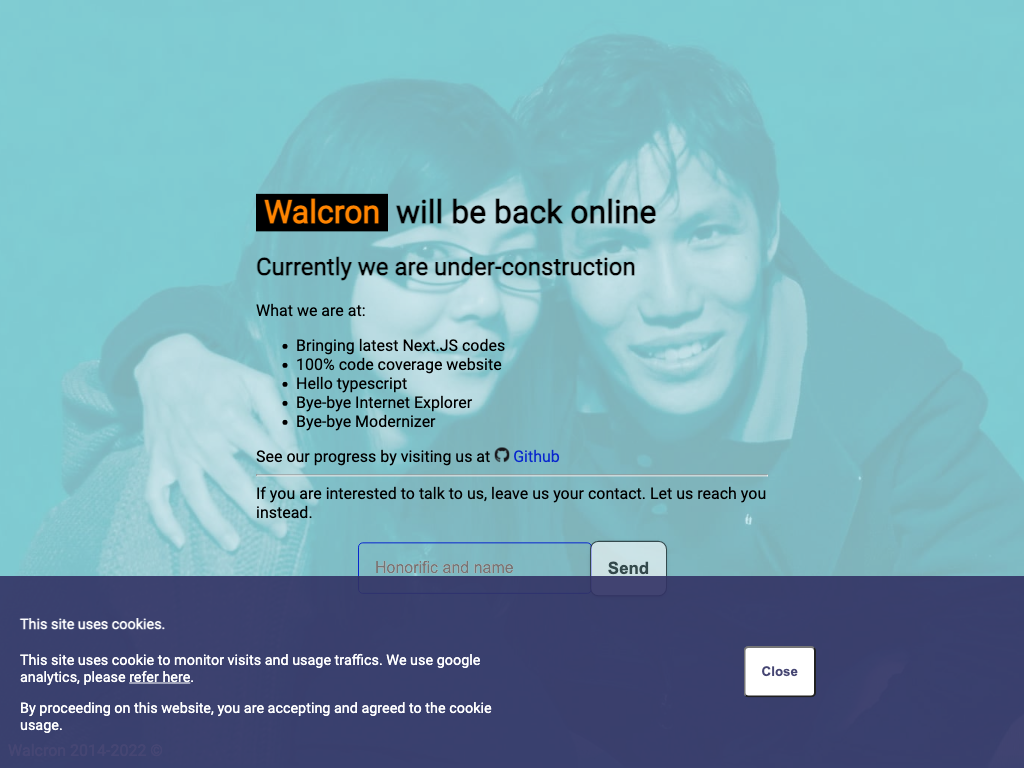 Walcron will be back online
Currently we are under-construction
What we are at:
Bringing latest Next.JS codes
100% code coverage website
Hello typescript
Bye-bye Internet Explorer
Bye-bye Modernizer
See our progress by visiting us at Github
If you are interested to talk to us, leave us your contact. Let us reach you
instead.
Honorific and name
Send
This site uses cookies.
This site uses cookie to monitor visits and usage traffics. We use google
analytics, please refer here.
Close
By proceeding on this website, you are accepting and agreed to the cookie
usage.
Walcron 2014-2022 ©